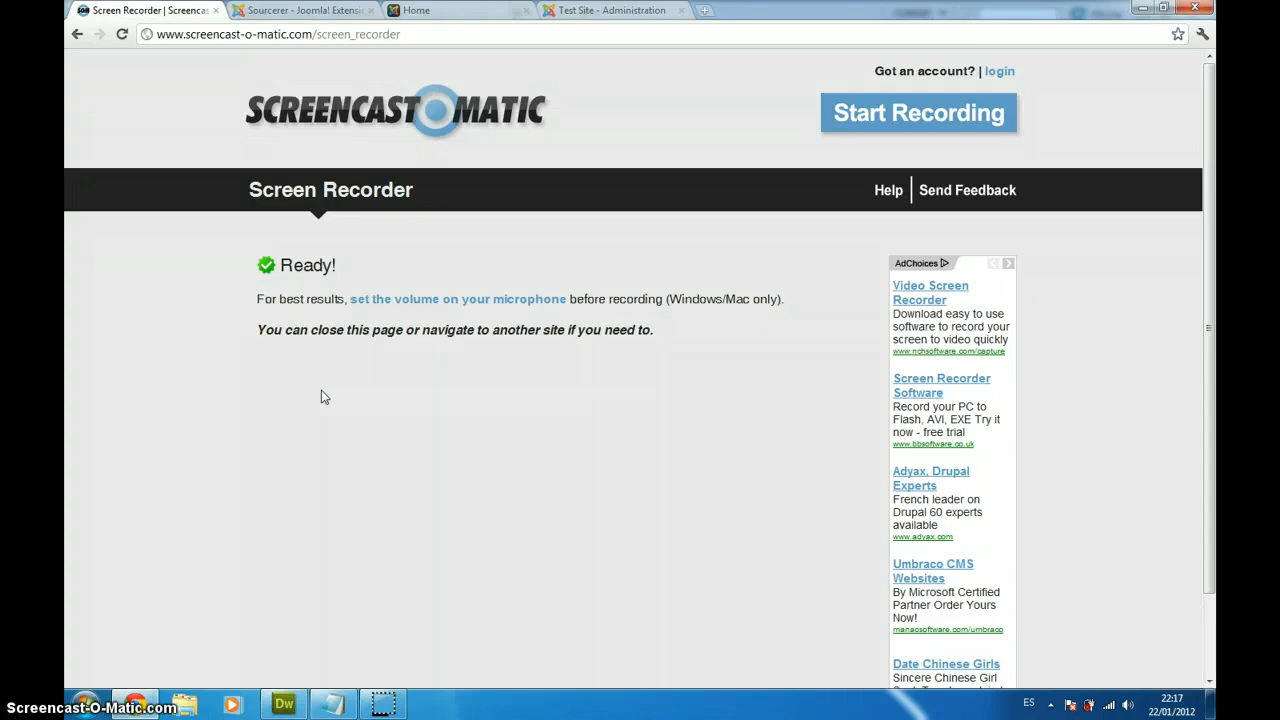 Screen Recorder | Screencas
Sourcerer - Joomla! Extensi
Home
Test Site - Administration
www.screencast-o-matic.com/screen_recorder
Got an account? | login
SCREENCAST O MATIC
Start Recording
Screen Recorder
Help
Send Feedback
Ready!
For best results, set the volume on your microphone before recording (Windows/Mac only).
You can close this page or navigate to another site if you need to.
AdChoices
Video Screen
Recorder
Download easy to use
software to record your
screen to video quickly
www.nchsoftware.com/capture
Screen Recorder
Software
Record your PC to
Flash, AVI, EXE Try it
now - free trial
www.bbsoftware.co.uk
Adyax, Drupal
Experts
French leader on
Drupal 60 experts
available
www.adyax.com
Umbraco CMS
Websites
By Microsoft Certified
Partner Order Yours
Now!
manaosoftware.com/umbraco
Date Chinese Girls
Sincere Chinese Girl
Dw
ES
22:17
22/01/2012
Screencast-O-Matic.com